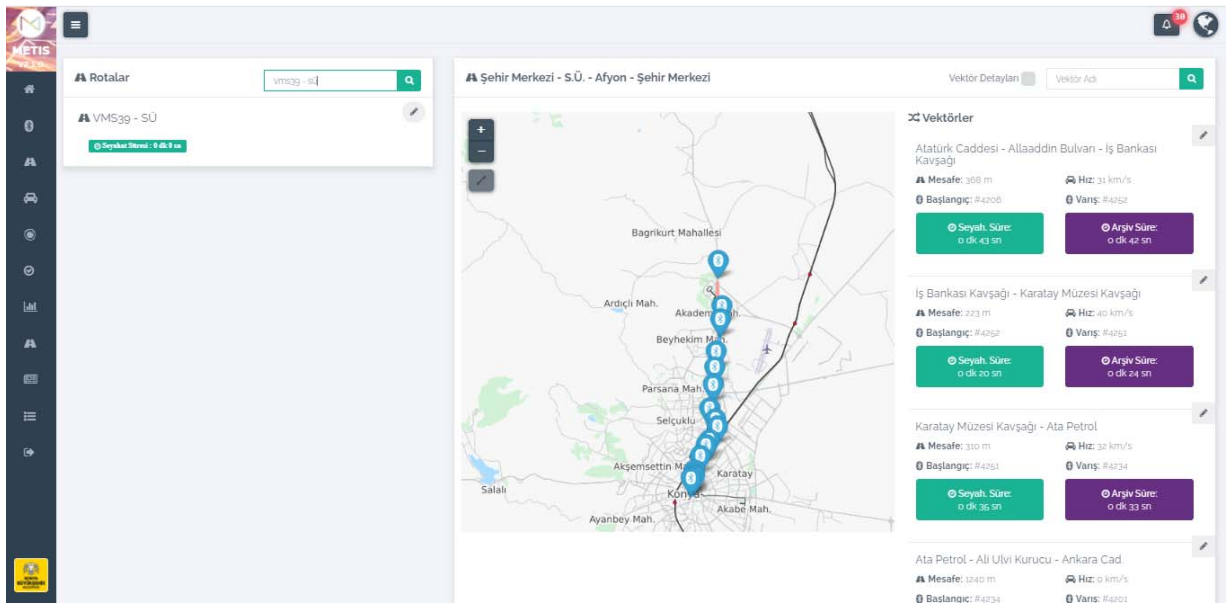 METIS
v2.1.0
38
Rotalar
vms39 - sü
VMS39 - SÜ
Seyahat Süresi : 0 dk 0 sn
Şehir Merkezi - S.Ü. - Afyon - Şehir Merkezi
Vektör Detayları
Vektör Adı
+
−
Bagrikurt Mahallesi
Ardıçlı Mah.
Beyhekim Mah.
Parsana Mah.
Selçuklu
Akşemsettin
Karatay
Salalı
Konya
Akabe Mah.
Ayanbey Mah.
Vektörler
Atatürk Caddesi - Allaaddin Bulvarı - İş Bankası
Kavşağı
Mesafe: 368 m Hız: 31 km/s
Başlangıç: #4206 Varış: #4252
Seyah. Süre: Arşiv Süre:
0 dk 43 sn 0 dk 42 sn
İş Bankası Kavşağı - Karatay Müzesi Kavşağı
Mesafe: 223 m Hız: 40 km/s
Başlangıç: #4252 Varış: #4251
Seyah. Süre: Arşiv Süre:
0 dk 20 sn 0 dk 24 sn
Karatay Müzesi Kavşağı - Ata Petrol
Mesafe: 310 m Hız: 32 km/s
Başlangıç: #4251 Varış: #4234
Seyah. Süre: Arşiv Süre:
0 dk 35 sn 0 dk 33 sn
Ata Petrol - Ali Ulvi Kurucu - Ankara Cad.
Mesafe: 1240 m Hız: 0 km/s
Başlangıç: #4234 Varış: #4201